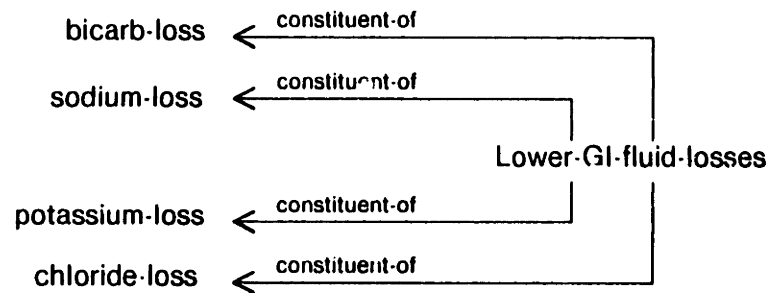 bicarb-loss
constituent-of
sodium-loss
constituent-of
Lower-GI-fluid-losses
potassium-loss
constituent-of
chloride-loss
constituent-of